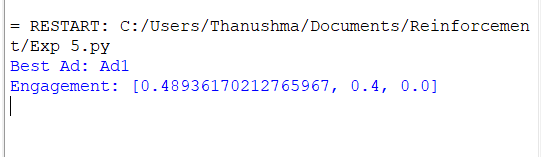 = RESTART: C:/Users/Thanushma/Documents/Reinforcemen
t/Exp 5.py
Best Ad: Ad1
Engagement: [0.48936170212765967, 0.4, 0.0]